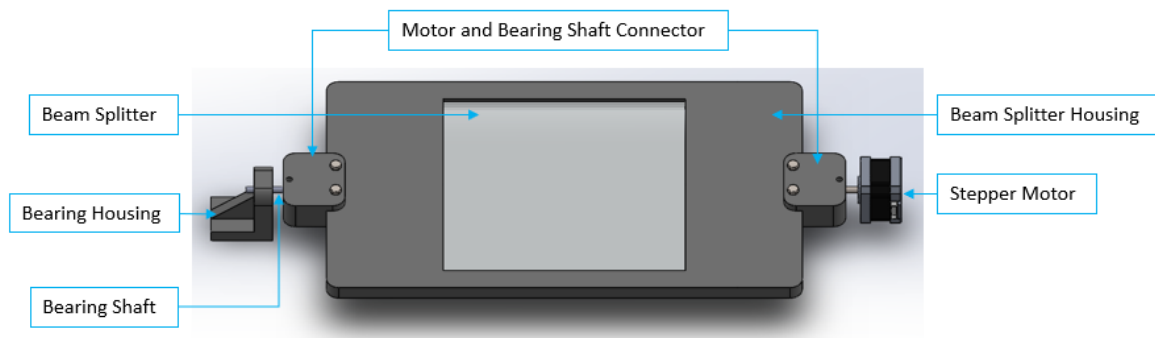 Motor and Bearing Shaft Connector
Beam Splitter
Beam Splitter Housing
Bearing Housing
Stepper Motor
Bearing Shaft